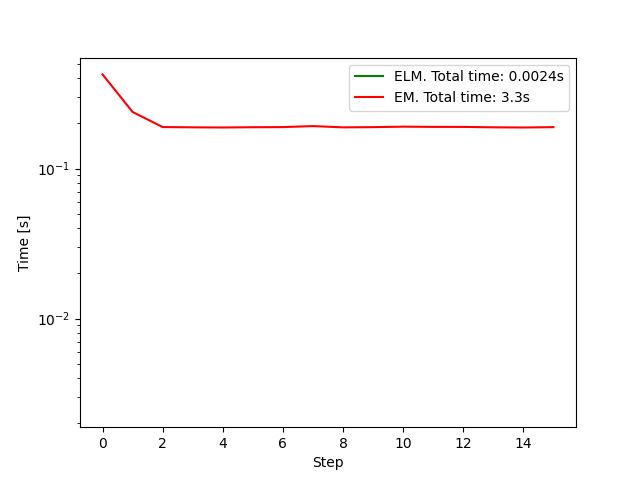 ELM. Total time: 0.0024s
EM. Total time: 3.3s
Time [s]
10⁻¹
10⁻²
0 2 4 6 8 10 12 14
Step